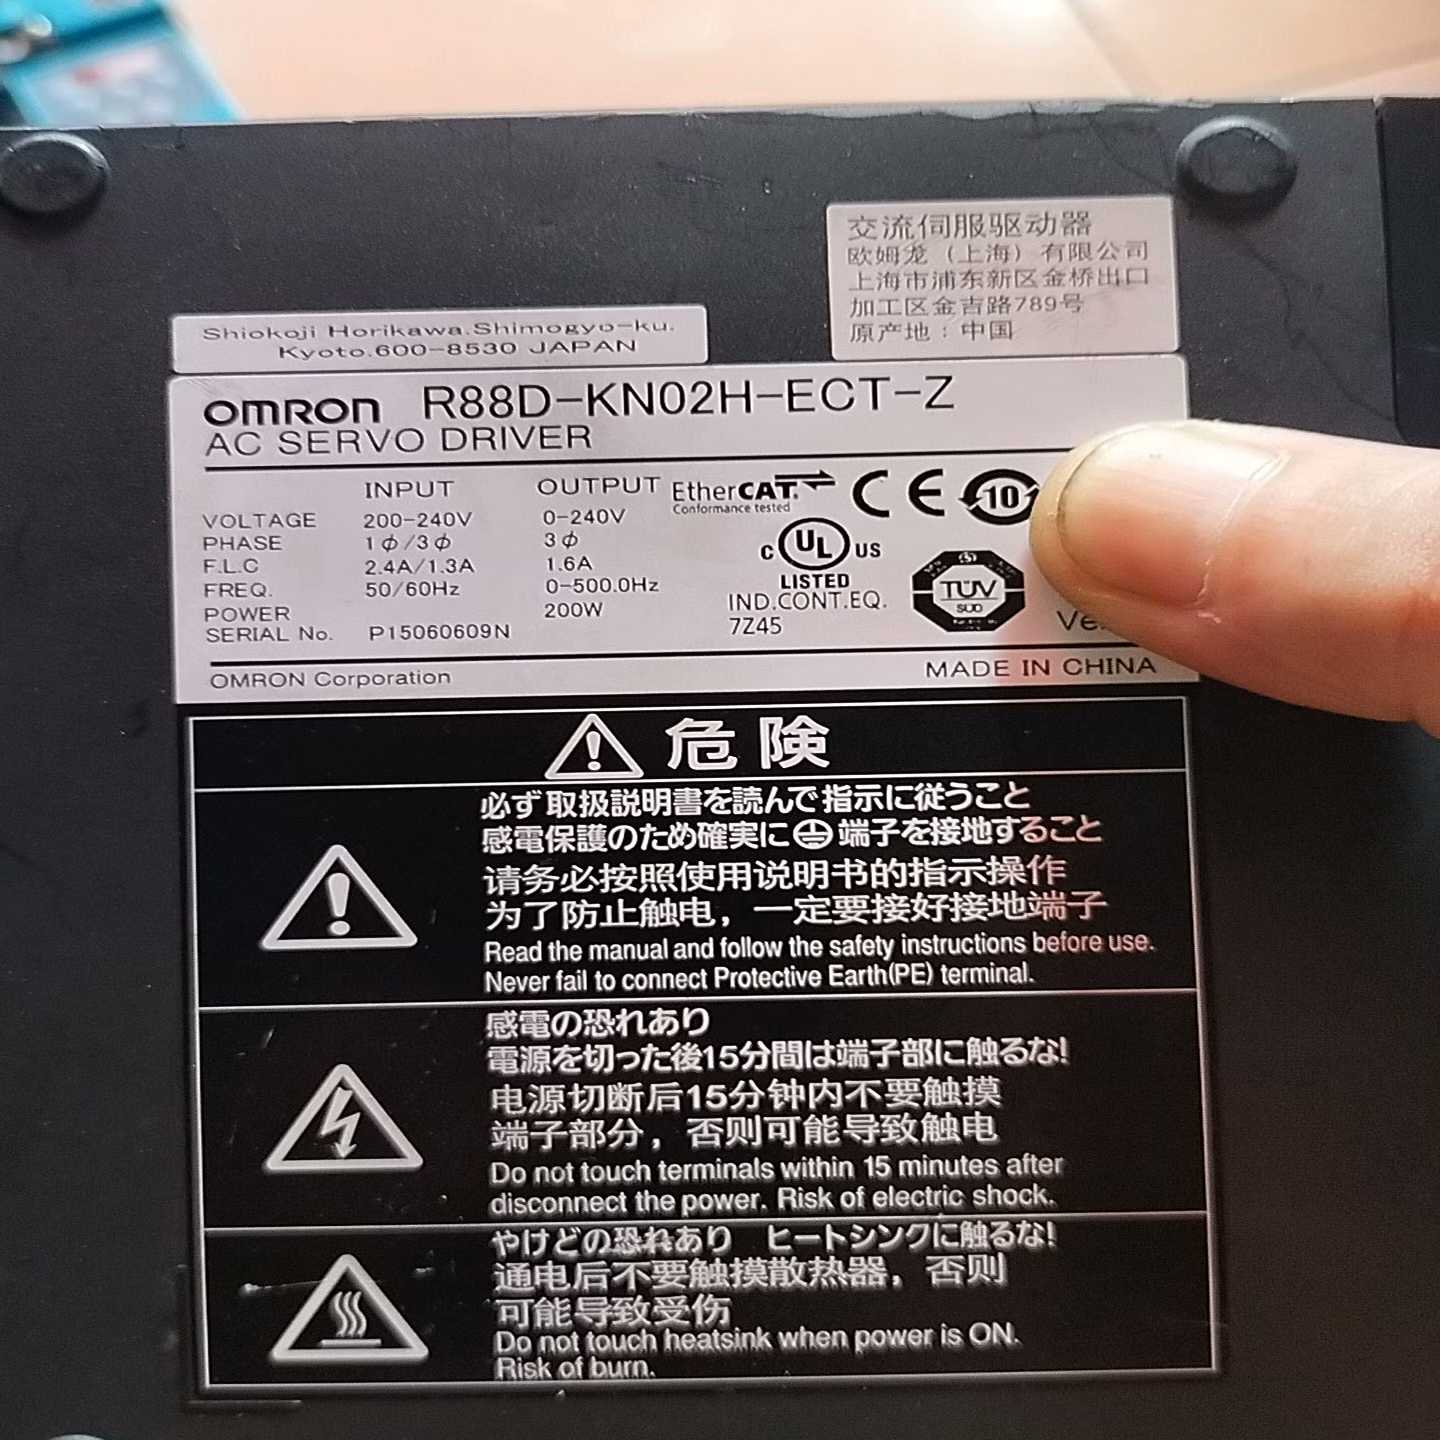 交流伺服驱动器
欧姆龙（上海）有限公司
上海市浦东新区金桥出口
加工区金吉路789号
原产地：中国
Shiokoji Horikawa.Shimogyo-ku.
Kyoto.600-8530 JAPAN
OMRON R88D-KN02H-ECT-Z
AC SERVO DRIVER
INPUT OUTPUT
VOLTAGE 200-240V 0-240V
PHASE 1φ/3φ 3φ
F.L.C 2.4A/1.3A 1.6A
FREQ. 50/60Hz 0-500.0Hz
POWER 200W
SERIAL No. P15060609N
EtherCAT.
Conformance tested
CE
10
C UL US
LISTED
IND.CONT.EQ.
7Z45
TÜV
SÜD
OMRON Corporation MADE IN CHINA
危険
必ず取扱説明書を読んで指示に従うこと
感電保護のため確実に端子を接地すること
请务必按照使用说明书的指示操作
为了防止触电，一定要接好接地端子
Read the manual and follow the safety instructions before use.
Never fail to connect Protective Earth(PE) terminal.
感電の恐れあり
電源を切った後15分間は端子部に触るな!
电源切断后15分钟内不要触摸
端子部分，否则可能导致触电
Do not touch terminals within 15 minutes after
disconnect the power. Risk of electric shock.
やけどの恐れあり ヒートシンクに触るな!
通电后不要触摸散热器，否则
可能导致受伤
Do not touch heatsink when power is ON.
Risk of burn.